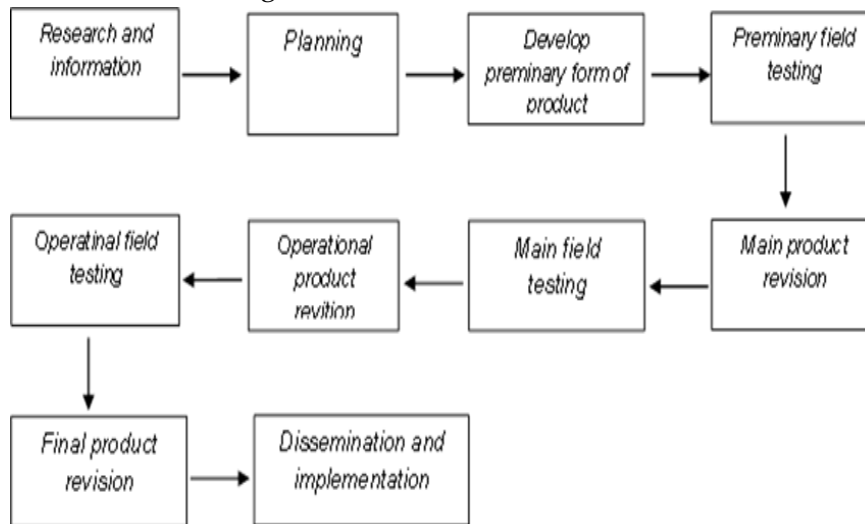 Research and
information
Planning
Develop
preminary form of
product
Preminary field
testing
Main product
revision
Main field
testing
Operational
product
revition
Operatinal field
testing
Final product
revision
Dissemination and
implementation